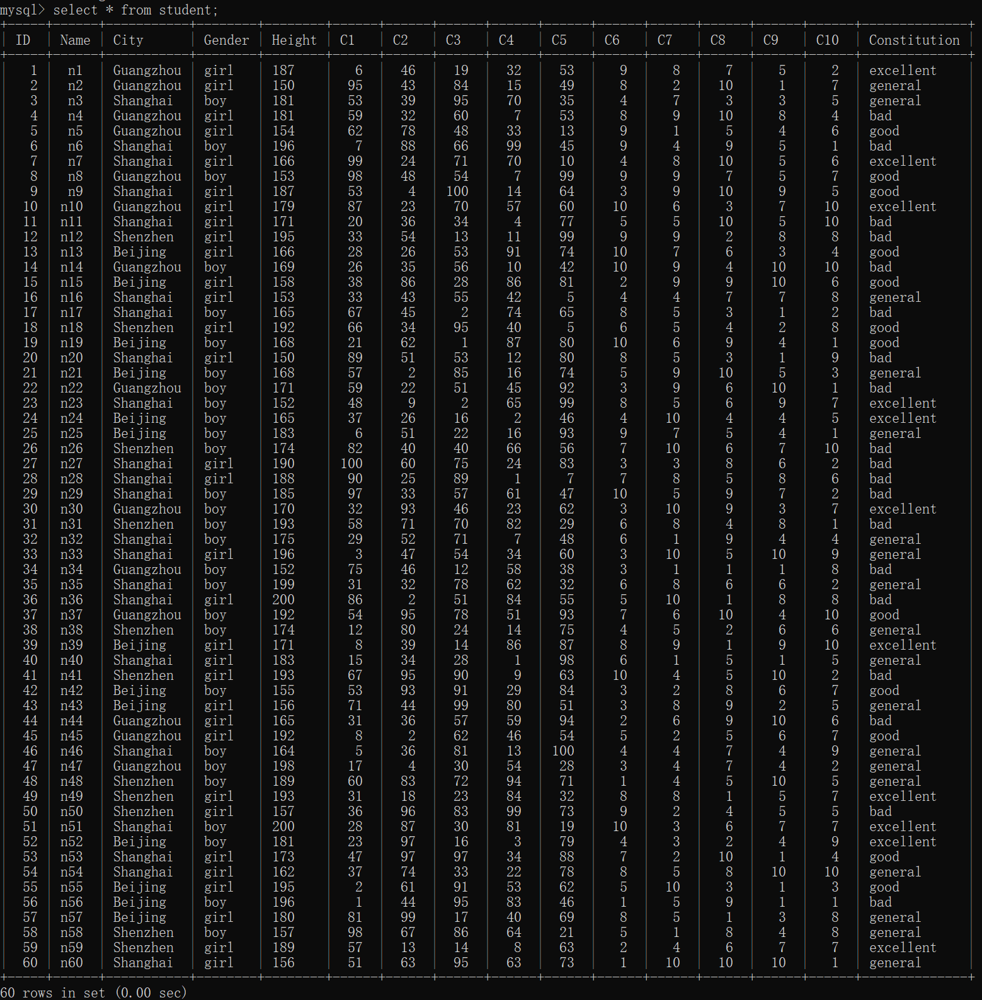 mysql> select * from student;
+-----+------+-----------+--------+--------+------+------+------+------+------+------+------+------+------+------+--------------+
| ID | Name | City | Gender | Height | C1 | C2 | C3 | C4 | C5 | C6 | C7 | C8 | C9 | C10 | Constitution |
+-----+------+-----------+--------+--------+------+------+------+------+------+------+------+------+------+------+--------------+
| 1 | n1 | Guangzhou | girl | 187 | 6 | 46 | 19 | 32 | 53 | 9 | 8 | 7 | 5 | 2 | excellent |
| 2 | n2 | Guangzhou | girl | 150 | 95 | 43 | 84 | 15 | 49 | 8 | 2 | 10 | 1 | 7 | general |
| 3 | n3 | Shanghai | boy | 181 | 53 | 39 | 95 | 70 | 35 | 4 | 7 | 3 | 3 | 5 | general |
| 4 | n4 | Guangzhou | girl | 181 | 59 | 32 | 60 | 7 | 53 | 8 | 9 | 10 | 8 | 4 | bad |
| 5 | n5 | Guangzhou | girl | 154 | 62 | 78 | 48 | 33 | 13 | 9 | 1 | 5 | 4 | 6 | good |
| 6 | n6 | Shanghai | boy | 196 | 7 | 88 | 66 | 99 | 45 | 9 | 4 | 9 | 5 | 1 | bad |
| 7 | n7 | Shanghai | girl | 166 | 99 | 24 | 71 | 70 | 10 | 4 | 8 | 10 | 5 | 6 | excellent |
| 8 | n8 | Guangzhou | boy | 153 | 98 | 48 | 54 | 7 | 99 | 9 | 9 | 7 | 5 | 7 | good |
| 9 | n9 | Shanghai | girl | 187 | 53 | 4 | 100 | 14 | 64 | 3 | 9 | 10 | 9 | 5 | good |
| 10 | n10 | Guangzhou | girl | 179 | 87 | 23 | 70 | 57 | 60 | 10 | 6 | 3 | 7 | 10 | excellent |
| 11 | n11 | Shanghai | girl | 171 | 20 | 36 | 34 | 4 | 77 | 5 | 5 | 10 | 5 | 10 | bad |
| 12 | n12 | Shenzhen | girl | 195 | 33 | 54 | 13 | 11 | 99 | 9 | 9 | 2 | 8 | 8 | bad |
| 13 | n13 | Beijing | girl | 166 | 28 | 26 | 53 | 91 | 74 | 10 | 7 | 6 | 3 | 4 | good |
| 14 | n14 | Guangzhou | boy | 169 | 26 | 35 | 56 | 10 | 42 | 10 | 9 | 4 | 10 | 10 | bad |
| 15 | n15 | Beijing | girl | 158 | 38 | 86 | 28 | 86 | 81 | 2 | 9 | 9 | 10 | 6 | good |
| 16 | n16 | Shanghai | girl | 153 | 33 | 43 | 55 | 42 | 5 | 4 | 4 | 7 | 7 | 8 | general |
| 17 | n17 | Shanghai | boy | 165 | 67 | 45 | 2 | 74 | 65 | 8 | 5 | 3 | 1 | 2 | bad |
| 18 | n18 | Shenzhen | girl | 192 | 66 | 34 | 95 | 40 | 5 | 6 | 5 | 4 | 2 | 8 | good |
| 19 | n19 | Beijing | boy | 168 | 21 | 62 | 1 | 87 | 80 | 10 | 6 | 9 | 4 | 1 | good |
| 20 | n20 | Shanghai | girl | 150 | 89 | 51 | 53 | 12 | 80 | 8 | 5 | 3 | 1 | 9 | bad |
| 21 | n21 | Beijing | boy | 168 | 57 | 2 | 85 | 16 | 74 | 5 | 9 | 10 | 5 | 3 | general |
| 22 | n22 | Guangzhou | boy | 171 | 59 | 22 | 51 | 45 | 92 | 3 | 9 | 6 | 10 | 1 | bad |
| 23 | n23 | Shanghai | boy | 152 | 48 | 9 | 2 | 65 | 99 | 8 | 5 | 6 | 9 | 7 | excellent |
| 24 | n24 | Beijing | boy | 165 | 37 | 26 | 16 | 2 | 46 | 4 | 10 | 4 | 4 | 5 | excellent |
| 25 | n25 | Beijing | boy | 183 | 6 | 51 | 22 | 16 | 93 | 9 | 7 | 5 | 4 | 1 | general |
| 26 | n26 | Shenzhen | boy | 174 | 82 | 40 | 40 | 66 | 56 | 7 | 10 | 6 | 7 | 10 | bad |
| 27 | n27 | Shanghai | girl | 190 | 100 | 60 | 75 | 24 | 83 | 3 | 3 | 8 | 6 | 2 | bad |
| 28 | n28 | Shanghai | girl | 188 | 90 | 25 | 89 | 1 | 7 | 7 | 8 | 5 | 8 | 6 | bad |
| 29 | n29 | Shanghai | boy | 185 | 97 | 33 | 57 | 61 | 47 | 10 | 5 | 9 | 7 | 2 | bad |
| 30 | n30 | Guangzhou | boy | 170 | 32 | 93 | 46 | 23 | 62 | 3 | 10 | 9 | 3 | 7 | excellent |
| 31 | n31 | Shenzhen | boy | 193 | 58 | 71 | 70 | 82 | 29 | 6 | 8 | 4 | 8 | 1 | bad |
| 32 | n32 | Shanghai | boy | 175 | 29 | 52 | 71 | 7 | 48 | 6 | 1 | 9 | 4 | 4 | general |
| 33 | n33 | Shanghai | girl | 196 | 3 | 47 | 54 | 34 | 60 | 3 | 10 | 5 | 10 | 9 | general |
| 34 | n34 | Guangzhou | boy | 152 | 75 | 46 | 12 | 58 | 38 | 3 | 1 | 1 | 1 | 8 | bad |
| 35 | n35 | Shanghai | boy | 199 | 31 | 32 | 78 | 62 | 32 | 6 | 8 | 6 | 6 | 2 | general |
| 36 | n36 | Shanghai | girl | 200 | 86 | 2 | 51 | 84 | 55 | 5 | 10 | 1 | 8 | 8 | bad |
| 37 | n37 | Guangzhou | boy | 192 | 54 | 95 | 78 | 51 | 93 | 7 | 6 | 10 | 4 | 10 | good |
| 38 | n38 | Shenzhen | boy | 174 | 12 | 80 | 24 | 14 | 75 | 4 | 5 | 2 | 6 | 6 | general |
| 39 | n39 | Beijing | girl | 171 | 8 | 39 | 14 | 86 | 87 | 8 | 9 | 1 | 9 | 10 | excellent |
| 40 | n40 | Shanghai | girl | 183 | 15 | 34 | 28 | 1 | 98 | 6 | 1 | 5 | 1 | 5 | general |
| 41 | n41 | Shenzhen | girl | 193 | 67 | 95 | 90 | 9 | 63 | 10 | 4 | 5 | 10 | 2 | bad |
| 42 | n42 | Beijing | boy | 155 | 53 | 93 | 91 | 29 | 84 | 3 | 2 | 8 | 6 | 7 | good |
| 43 | n43 | Beijing | girl | 156 | 71 | 44 | 99 | 80 | 51 | 3 | 8 | 9 | 2 | 5 | general |
| 44 | n44 | Guangzhou | girl | 165 | 31 | 36 | 57 | 59 | 94 | 2 | 6 | 9 | 10 | 6 | bad |
| 45 | n45 | Guangzhou | girl | 192 | 8 | 2 | 62 | 46 | 54 | 5 | 2 | 5 | 6 | 7 | good |
| 46 | n46 | Shanghai | boy | 164 | 5 | 36 | 81 | 13 | 100 | 4 | 4 | 7 | 4 | 9 | general |
| 47 | n47 | Guangzhou | boy | 198 | 17 | 4 | 30 | 54 | 28 | 3 | 4 | 7 | 4 | 2 | general |
| 48 | n48 | Shenzhen | boy | 189 | 60 | 83 | 72 | 94 | 71 | 1 | 4 | 5 | 10 | 5 | general |
| 49 | n49 | Shenzhen | girl | 193 | 31 | 18 | 23 | 84 | 32 | 8 | 8 | 1 | 5 | 7 | excellent |
| 50 | n50 | Shenzhen | girl | 157 | 36 | 96 | 83 | 99 | 73 | 9 | 2 | 4 | 5 | 5 | bad |
| 51 | n51 | Shanghai | boy | 200 | 28 | 87 | 30 | 81 | 19 | 10 | 3 | 6 | 7 | 7 | excellent |
| 52 | n52 | Beijing | boy | 181 | 23 | 97 | 16 | 3 | 79 | 4 | 3 | 2 | 4 | 9 | excellent |
| 53 | n53 | Shanghai | girl | 173 | 47 | 97 | 97 | 34 | 88 | 7 | 2 | 10 | 1 | 4 | good |
| 54 | n54 | Shanghai | girl | 162 | 37 | 74 | 33 | 22 | 78 | 8 | 5 | 8 | 10 | 10 | general |
| 55 | n55 | Beijing | girl | 195 | 2 | 61 | 91 | 53 | 62 | 5 | 10 | 3 | 1 | 3 | good |
| 56 | n56 | Beijing | boy | 196 | 1 | 44 | 95 | 83 | 46 | 1 | 5 | 9 | 1 | 1 | bad |
| 57 | n57 | Beijing | girl | 180 | 81 | 99 | 17 | 40 | 69 | 8 | 5 | 1 | 3 | 8 | general |
| 58 | n58 | Shenzhen | boy | 157 | 98 | 67 | 86 | 64 | 21 | 5 | 1 | 8 | 4 | 8 | general |
| 59 | n59 | Shenzhen | girl | 189 | 57 | 13 | 14 | 8 | 63 | 2 | 4 | 6 | 7 | 7 | excellent |
| 60 | n60 | Shanghai | girl | 156 | 51 | 63 | 95 | 63 | 73 | 1 | 10 | 10 | 10 | 1 | general |
+-----+------+-----------+--------+--------+------+------+------+------+------+------+------+------+------+------+--------------+
60 rows in set (0.00 sec)